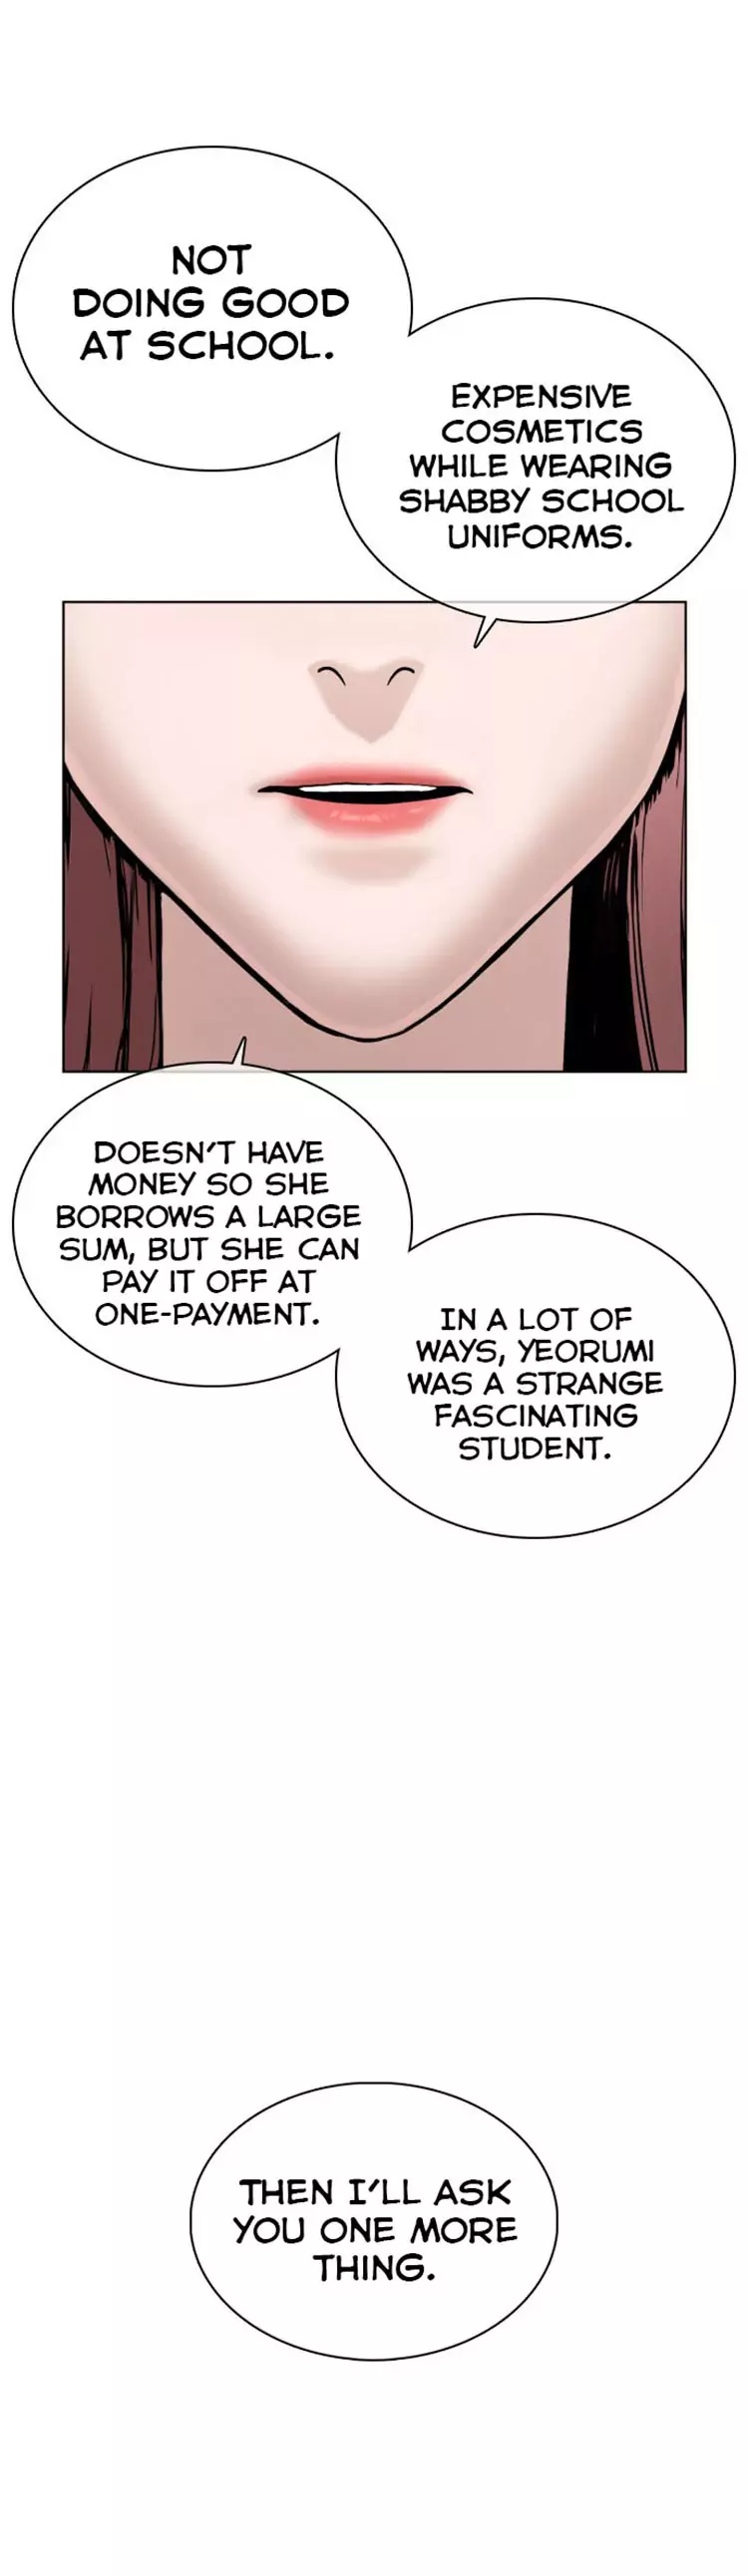 NOT
DOING GOOD
AT SCHOOL.
EXPENSIVE
COSMETICS
WHILE WEARING
SHABBY SCHOOL
UNIFORMS.
DOESN'T HAVE
MONEY SO SHE
BORROWS A LARGE
SUM, BUT SHE CAN
PAY IT OFF AT
ONE-PAYMENT.
IN A LOT OF
WAYS, YEORUMI
WAS A STRANGE
FASCINATING
STUDENT.
THEN I'LL ASK
YOU ONE MORE
THING.